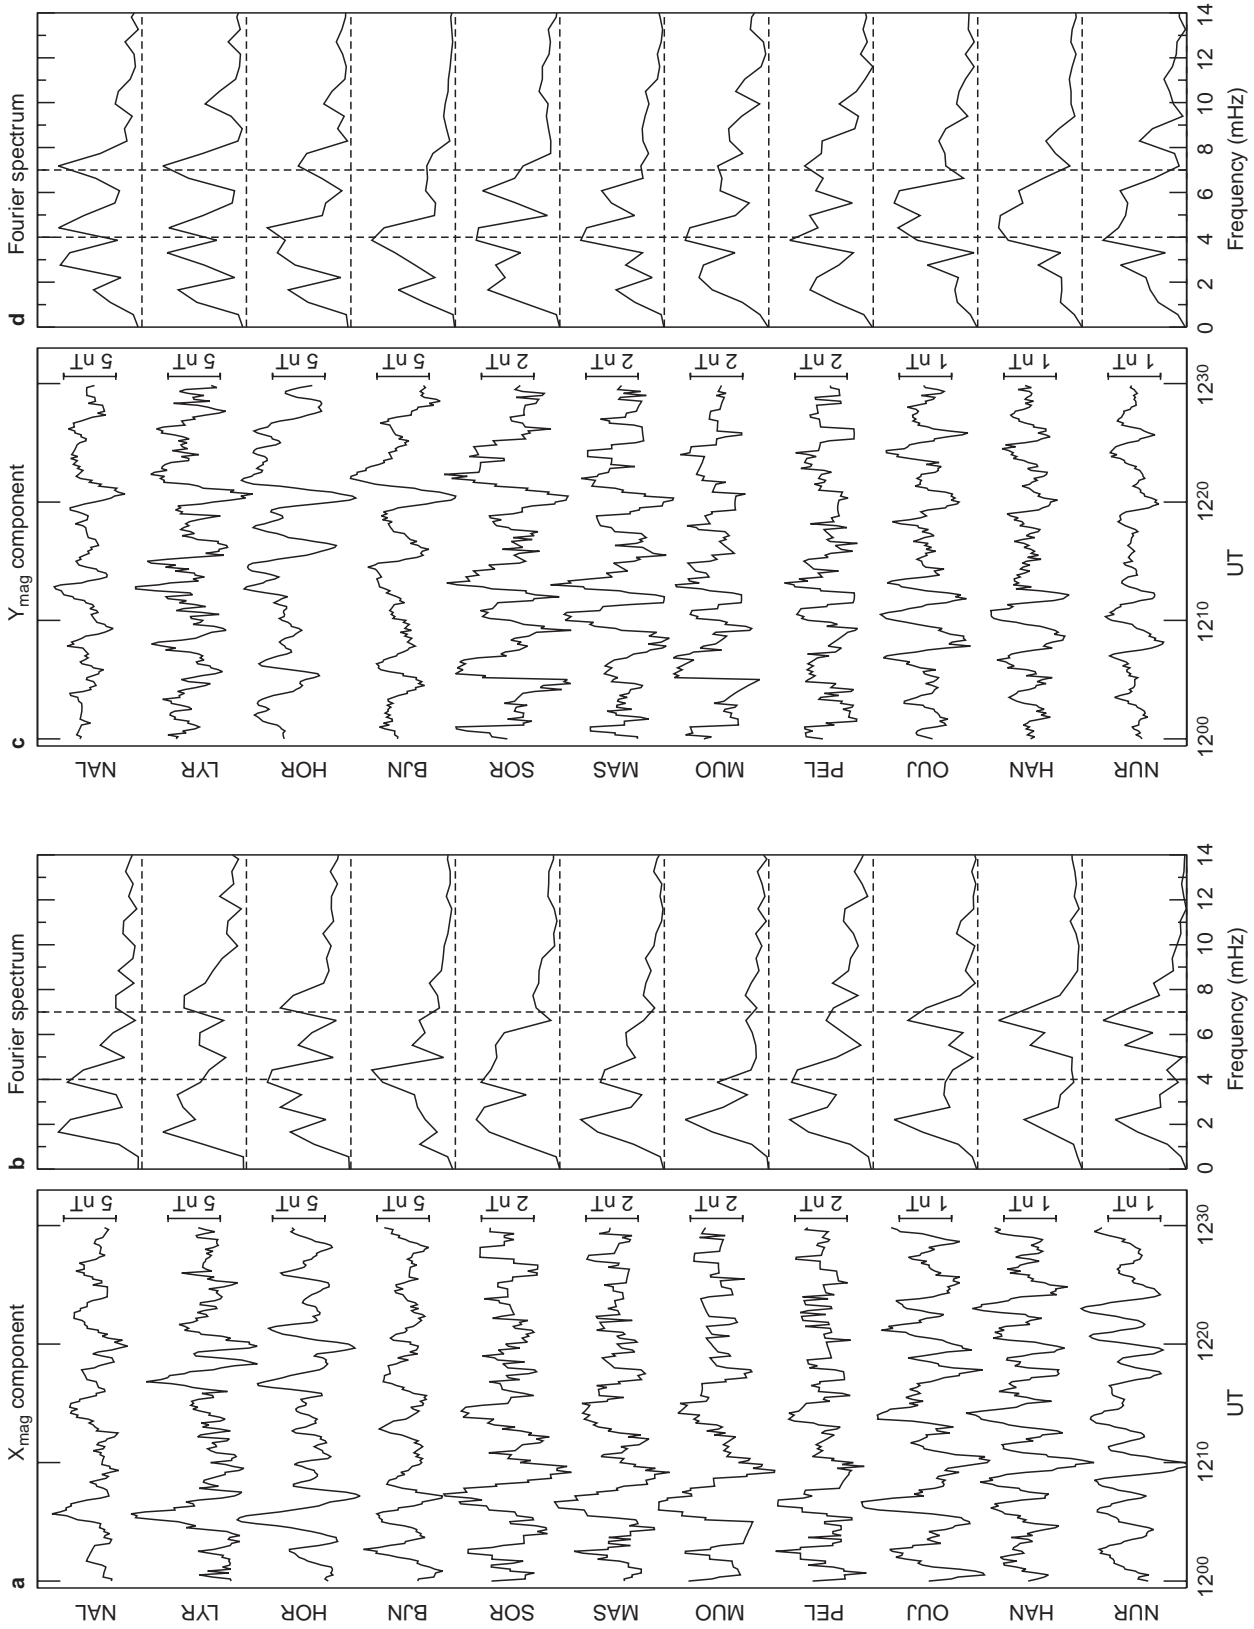 a
X mag component
NAL
LYR
HOR
BJN
SOR
MAS
MUO
PEL
OUJ
HAN
NUR
5 nT
5 nT
5 nT
5 nT
2 nT
2 nT
2 nT
2 nT
1 nT
1 nT
1 nT
1200
1210
1220
1230
UT
b
Fourier spectrum
0
2
4
6
8
10
12
14
Frequency (mHz)
c
Y mag component
NAL
LYR
HOR
BJN
SOR
MAS
MUO
PEL
OUJ
HAN
NUR
5 nT
5 nT
5 nT
5 nT
2 nT
2 nT
2 nT
2 nT
1 nT
1 nT
1 nT
1200
1210
1220
1230
UT
d
Fourier spectrum
0
2
4
6
8
10
12
14
Frequency (mHz)